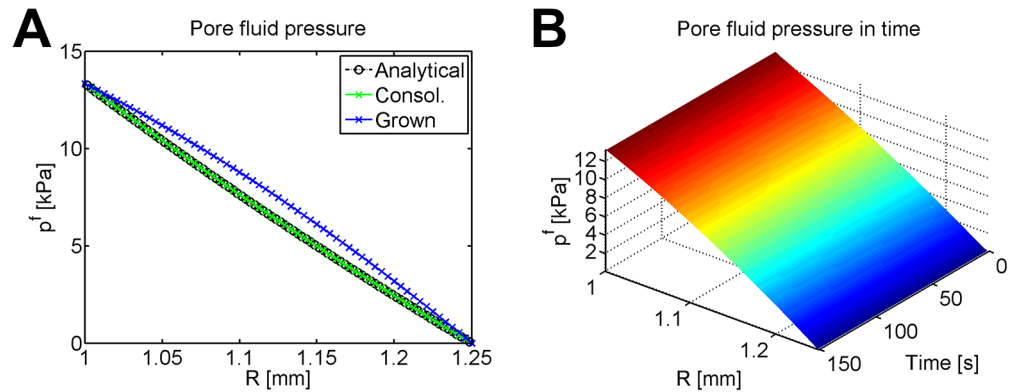 A
Pore fluid pressure
15
10
5
0
p^f [kPa]
1
1.05
1.1
1.15
1.2
1.25
R [mm]
Analytical
Consol.
Grown
B
Pore fluid pressure in time
12
10
8
6
4
2
p^f [kPa]
1
1.1
1.2
R [mm]
0
50
100
150
Time [s]